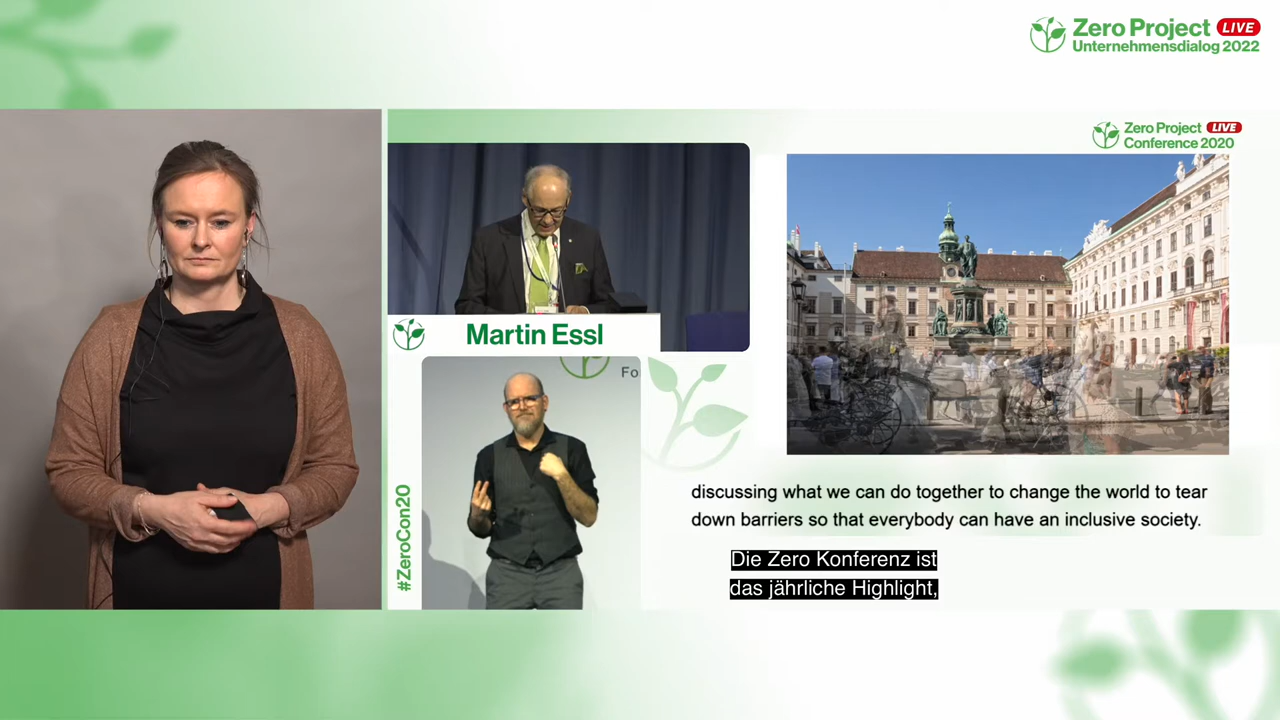 Zero Project LIVE
Unternehmensdialog 2022
Zero Project LIVE
Conference 2020
Martin Essl
Fo
#ZeroCon20
discussing what we can do together to change the world to tear
down barriers so that everybody can have an inclusive society.
Die Zero Konferenz ist
das jährliche Highlight,